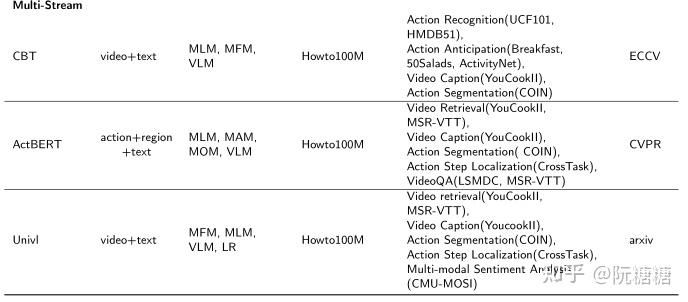 Multi-Stream
CBT
video+text
MLM, MFM,
VLM
Howto100M
Action Recognition(UCF101,
HMDB51),
Action Anticipation(Breakfast,
50Salads, ActivityNet),
Video Caption(YouCookII),
Action Segmentation(COIN)
ECCV
ActBERT
action+region
+text
MLM, MAM,
MOM, VLM
Howto100M
Video Retrieval(YouCookII,
MSR-VTT),
Video Caption(YouCookII),
Action Segmentation( COIN),
Action Step Localization(CrossTask),
VideoQA(LSMDC, MSR-VTT)
CVPR
Univl
video+text
MFM, MLM,
VLM, LR
Howto100M
Video retrieval(YouCookII,
MSR-VTT),
Video Caption(YoucookII),
Action Segmentation(COIN),
Action Step Localization(CrossTask),
Multi-modal Sentiment Analysis
(CMU-MOSI)
arxiv
知乎 @阮糖糖